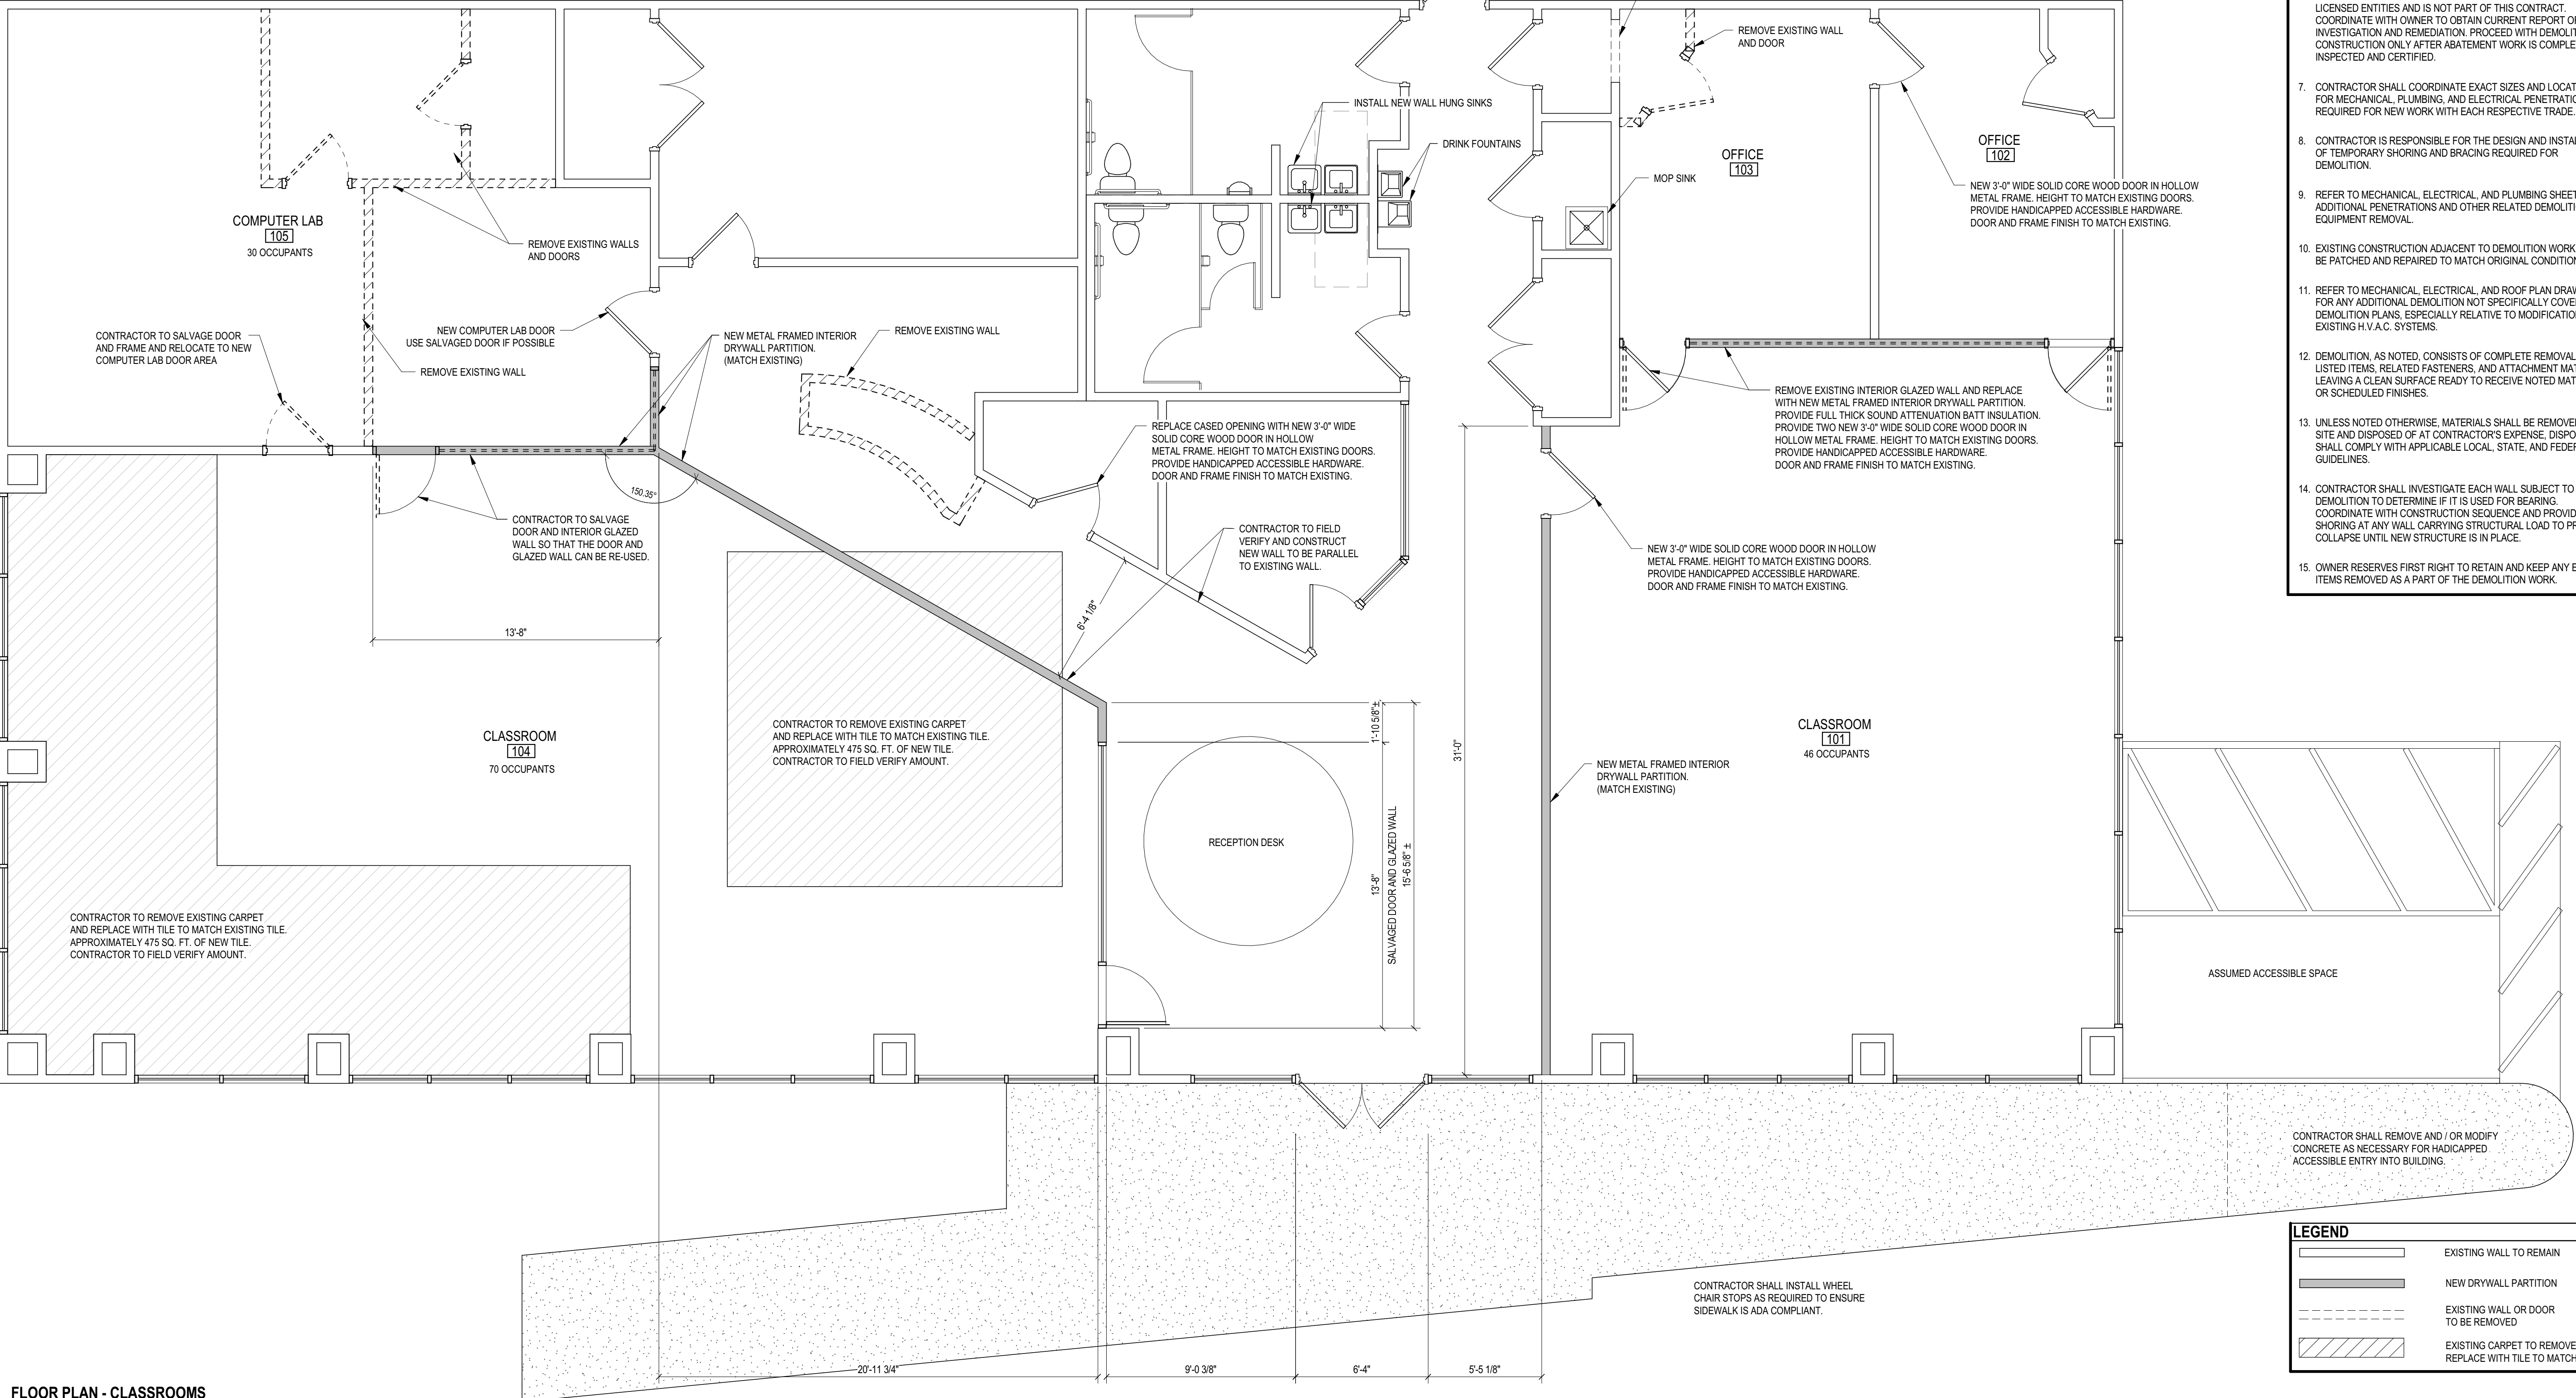 COMPUTER LAB
105
30 OCCUPANTS
REMOVE EXISTING WALLS
AND DOORS
CONTRACTOR TO SALVAGE DOOR
AND FRAME AND RELOCATE TO NEW
COMPUTER LAB DOOR AREA
NEW COMPUTER LAB DOOR
USE SALVAGED DOOR IF POSSIBLE
REMOVE EXISTING WALL
NEW METAL FRAMED INTERIOR
DRYWALL PARTITION.
(MATCH EXISTING)
REMOVE EXISTING WALL
INSTALL NEW WALL HUNG SINKS
DRINK FOUNTAINS
MOP SINK
REMOVE EXISTING WALL
AND DOOR
OFFICE
103
OFFICE
102
NEW 3'-0" WIDE SOLID CORE WOOD DOOR IN HOLLOW
METAL FRAME. HEIGHT TO MATCH EXISTING DOORS.
PROVIDE HANDICAPPED ACCESSIBLE HARDWARE.
DOOR AND FRAME FINISH TO MATCH EXISTING.
REPLACE CASED OPENING WITH NEW 3'-0" WIDE
SOLID CORE WOOD DOOR IN HOLLOW
METAL FRAME. HEIGHT TO MATCH EXISTING DOORS.
PROVIDE HANDICAPPED ACCESSIBLE HARDWARE.
DOOR AND FRAME FINISH TO MATCH EXISTING.
REMOVE EXISTING INTERIOR GLAZED WALL AND REPLACE
WITH NEW METAL FRAMED INTERIOR DRYWALL PARTITION.
PROVIDE FULL THICK SOUND ATTENUATION BATT INSULATION.
PROVIDE TWO NEW 3'-0" WIDE SOLID CORE WOOD DOOR IN
HOLLOW METAL FRAME. HEIGHT TO MATCH EXISTING DOORS.
PROVIDE HANDICAPPED ACCESSIBLE HARDWARE.
DOOR AND FRAME FINISH TO MATCH EXISTING.
150.35°
CONTRACTOR TO SALVAGE
DOOR AND INTERIOR GLAZED
WALL SO THAT THE DOOR AND
GLAZED WALL CAN BE RE-USED.
CONTRACTOR TO FIELD
VERIFY AND CONSTRUCT
NEW WALL TO BE PARALLEL
TO EXISTING WALL.
NEW 3'-0" WIDE SOLID CORE WOOD DOOR IN HOLLOW
METAL FRAME. HEIGHT TO MATCH EXISTING DOORS.
PROVIDE HANDICAPPED ACCESSIBLE HARDWARE.
DOOR AND FRAME FINISH TO MATCH EXISTING.
13'-8"
6'-4 1/8"
CLASSROOM
104
70 OCCUPANTS
CONTRACTOR TO REMOVE EXISTING CARPET
AND REPLACE WITH TILE TO MATCH EXISTING TILE.
APPROXIMATELY 475 SQ. FT. OF NEW TILE.
CONTRACTOR TO FIELD VERIFY AMOUNT.
1'-10 5/8"±
31'-0"
CLASSROOM
101
46 OCCUPANTS
NEW METAL FRAMED INTERIOR
DRYWALL PARTITION.
(MATCH EXISTING)
RECEPTION DESK
13'-8"
SALVAGED DOOR AND GLAZED WALL
15'-6 5/8" ±
CONTRACTOR TO REMOVE EXISTING CARPET
AND REPLACE WITH TILE TO MATCH EXISTING TILE.
APPROXIMATELY 475 SQ. FT. OF NEW TILE.
CONTRACTOR TO FIELD VERIFY AMOUNT.
ASSUMED ACCESSIBLE SPACE
CONTRACTOR SHALL REMOVE AND / OR MODIFY
CONCRETE AS NECESSARY FOR HADICAPPED
ACCESSIBLE ENTRY INTO BUILDING.
CONTRACTOR SHALL INSTALL WHEEL
CHAIR STOPS AS REQUIRED TO ENSURE
SIDEWALK IS ADA COMPLIANT.
20'-11 3/4"
9'-0 3/8"
6'-4"
5'-5 1/8"
FLOOR PLAN - CLASSROOMS
LICENSED ENTITIES AND IS NOT PART OF THIS CONTRACT.
COORDINATE WITH OWNER TO OBTAIN CURRENT REPORT
INVESTIGATION AND REMEDIATION. PROCEED WITH
CONSTRUCTION ONLY AFTER ABATEMENT WORK IS
INSPECTED AND CERTIFIED.
7. CONTRACTOR SHALL COORDINATE EXACT SIZES AND
FOR MECHANICAL, PLUMBING, AND ELECTRICAL
REQUIRED FOR NEW WORK WITH EACH RESPECTIVE TRADE.
8. CONTRACTOR IS RESPONSIBLE FOR THE DESIGN AND
OF TEMPORARY SHORING AND BRACING REQUIRED FOR
DEMOLITION.
9. REFER TO MECHANICAL, ELECTRICAL, AND PLUMBING
ADDITIONAL PENETRATIONS AND OTHER RELATED
EQUIPMENT REMOVAL.
10. EXISTING CONSTRUCTION ADJACENT TO DEMOLITION WORK
BE PATCHED AND REPAIRED TO MATCH ORIGINAL
11. REFER TO MECHANICAL, ELECTRICAL, AND ROOF PLAN
FOR ANY ADDITIONAL DEMOLITION NOT SPECIFICALLY
DEMOLITION PLANS, ESPECIALLY RELATIVE TO
EXISTING H.V.A.C. SYSTEMS.
12. DEMOLITION, AS NOTED, CONSISTS OF COMPLETE REMOVAL
LISTED ITEMS, RELATED FASTENERS, AND ATTACHMENT
LEAVING A CLEAN SURFACE READY TO RECEIVE NOTED
OR SCHEDULED FINISHES.
13. UNLESS NOTED OTHERWISE, MATERIALS SHALL BE
SITE AND DISPOSED OF AT CONTRACTOR'S EXPENSE,
SHALL COMPLY WITH APPLICABLE LOCAL, STATE, AND
GUIDELINES.
14. CONTRACTOR SHALL INVESTIGATE EACH WALL SUBJECT TO
DEMOLITION TO DETERMINE IF IT IS USED FOR BEARING.
COORDINATE WITH CONSTRUCTION SEQUENCE AND
SHORING AT ANY WALL CARRYING STRUCTURAL LOAD TO
COLLAPSE UNTIL NEW STRUCTURE IS IN PLACE.
15. OWNER RESERVES FIRST RIGHT TO RETAIN AND KEEP ANY
ITEMS REMOVED AS A PART OF THE DEMOLITION WORK.
LEGEND
EXISTING WALL TO REMAIN
NEW DRYWALL PARTITION
EXISTING WALL OR DOOR
TO BE REMOVED
EXISTING CARPET TO REMOVE
REPLACE WITH TILE TO MATCH